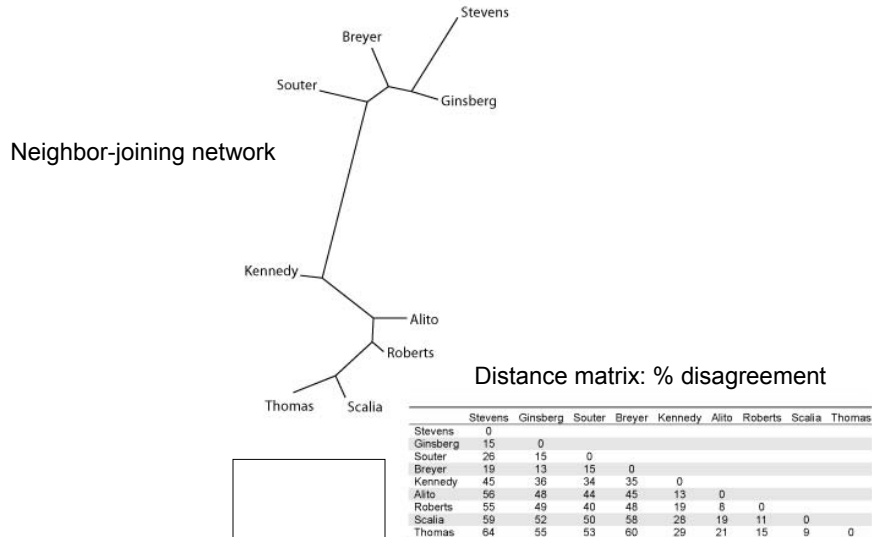 Stevens
Breyer
Souter
Ginsberg
Neighbor-joining network
Kennedy
Alito
Roberts
Thomas
Scalia
Distance matrix: % disagreement
Stevens Ginsberg Souter Breyer Kennedy Alito Roberts Scalia Thomas
Stevens 0
Ginsberg 15 0
Souter 26 15 0
Breyer 19 13 15 0
Kennedy 45 36 34 35 0
Alito 56 48 44 45 13 0
Roberts 55 49 40 48 19 8 0
Scalia 59 52 50 58 28 19 11 0
Thomas 64 55 53 60 29 21 15 9 0